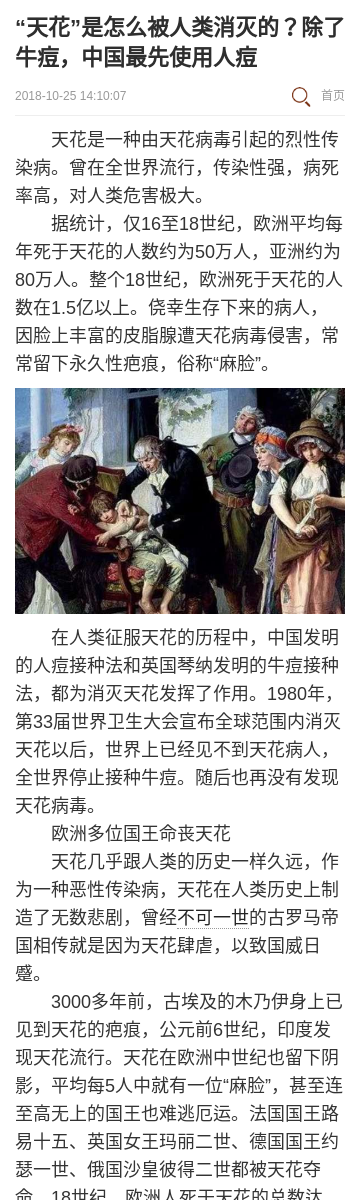 “天花”是怎么被人类消灭的？除了
牛痘，中国最先使用人痘
2018-10-25 14:10:07
首页
天花是一种由天花病毒引起的烈性传
染病。曾在全世界流行，传染性强，病死
率高，对人类危害极大。
据统计，仅16至18世纪，欧洲平均每
年死于天花的人数约为50万人，亚洲约为
80万人。整个18世纪，欧洲死于天花的人
数在1.5亿以上。侥幸生存下来的病人，
因脸上丰富的皮脂腺遭天花病毒侵害，常
常留下永久性疤痕，俗称“麻脸”。
在人类征服天花的历程中，中国发明
的人痘接种法和英国琴纳发明的牛痘接种
法，都为消灭天花发挥了作用。1980年，
第33届世界卫生大会宣布全球范围内消灭
天花以后，世界上已经见不到天花病人，
全世界停止接种牛痘。随后也再没有发现
天花病毒。
欧洲多位国王命丧天花
天花几乎跟人类的历史一样久远，作
为一种恶性传染病，天花在人类历史上制
造了无数悲剧，曾经不可一世的古罗马帝
国相传就是因为天花肆虐，以致国威日
蹙。
3000多年前，古埃及的木乃伊身上已
见到天花的疤痕，公元前6世纪，印度发
现天花流行。天花在欧洲中世纪也留下阴
影，平均每5人中就有一位“麻脸”，甚至连
至高无上的国王也难逃厄运。法国国王路
易十五、英国女王玛丽二世、德国国王约
瑟一世、俄国沙皇彼得二世都被天花夺
命。18世纪，欧洲人死于天花的总数达